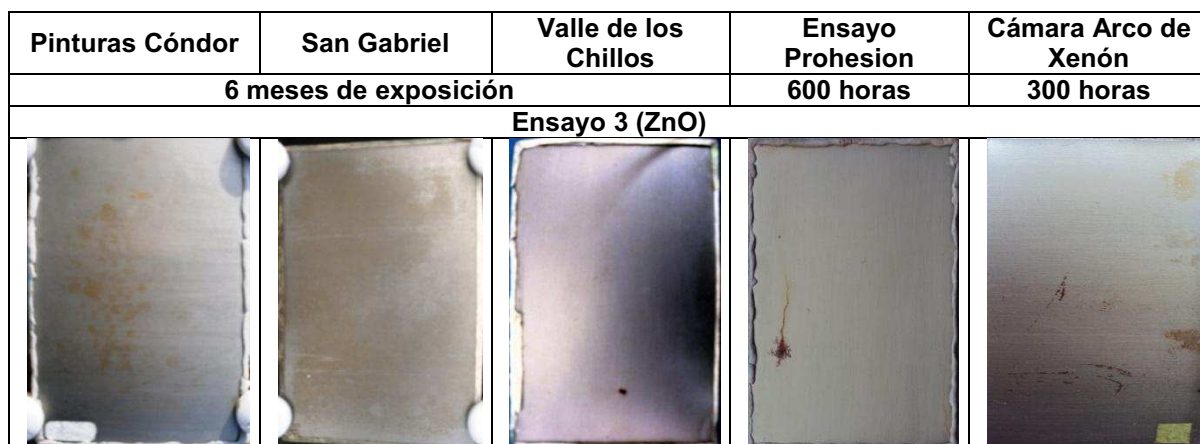 Pinturas Cóndor
San Gabriel
Valle de los
Chillos
Ensayo
Prohesion
Cámara Arco de
Xenón
6 meses de exposición
600 horas
300 horas
Ensayo 3 (ZnO)